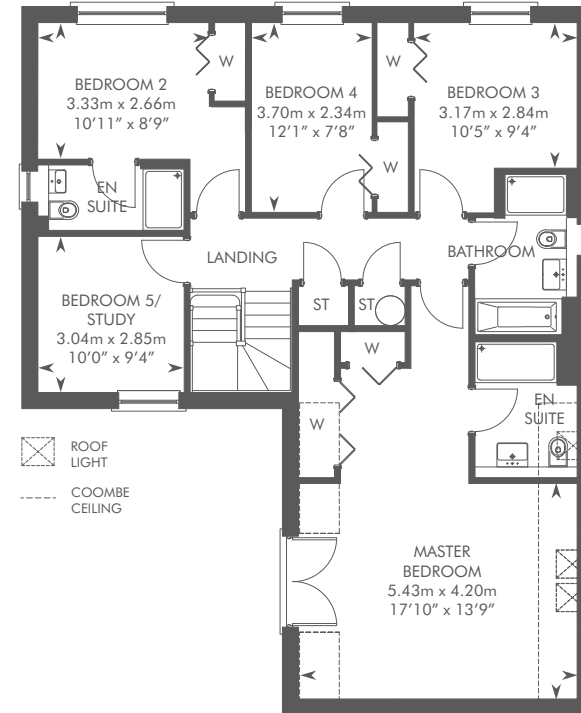 BEDROOM 2
3.33m x 2.66m
10'11" x 8'9"
W
BEDROOM 4
3.70m x 2.34m
12'1" x 7'8"
W
W
BEDROOM 3
3.17m x 2.84m
10'5" x 9'4"
EN
SUITE
LANDING
BATHROOM
BEDROOM 5/
STUDY
3.04m x 2.85m
10'0" x 9'4"
ST
ST
W
W
EN
SUITE
ROOF
LIGHT
COOMBE
CEILING
MASTER
BEDROOM
5.43m x 4.20m
17'10" x 13'9"